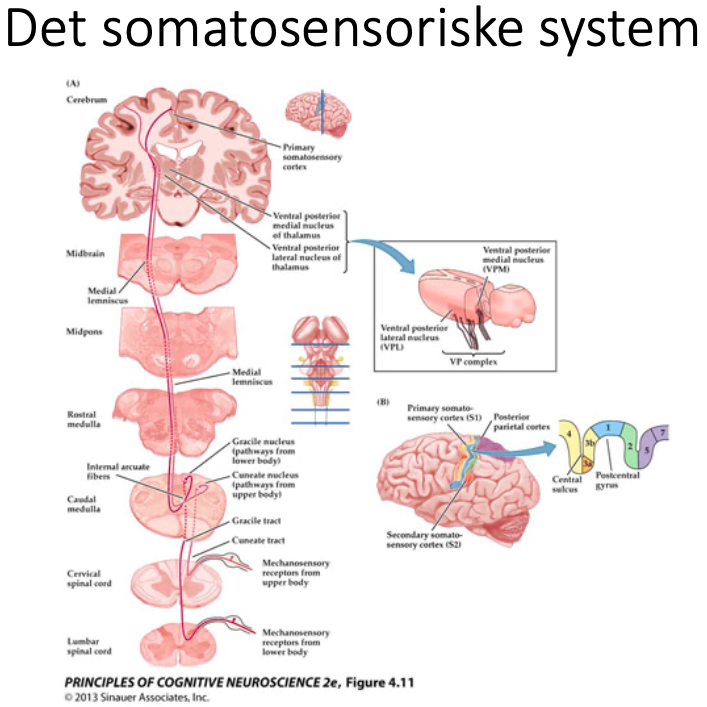 Det somatosensoriske system
(A)
Cerebrum
Primary
somatosensory
cortex
Ventral posterior
medial nucleus
of thalamus
Ventral posterior
lateral nucleus of
thalamus
Midbrain
Medial
lemniscus
Midpons
Medial
lemniscus
Rostral
medulla
Gracile nucleus
(pathways from
lower body)
Internal arcuate
fibers
Cuneate nucleus
(pathways from
upper body)
Caudal
medulla
Gracile tract
Cuneate tract
Mechanosensory
receptors from
upper body
Cervical
spinal cord
Mechanosensory
receptors from
lower body
Lumbar
spinal cord
Ventral posterior
medial nucleus
(VPM)
Ventral posterior
lateral nucleus
(VPL)
VP complex
(B)
Primary somato-
sensory cortex (S1)
Posterior
parietal cortex
4
3b
3a
1
2
5
7
Central
sulcus
Postcentral
gyrus
Secondary somato-
sensory cortex (S2)
PRINCIPLES OF COGNITIVE NEUROSCIENCE 2e, Figure 4.11
© 2013 Sinauer Associates, Inc.